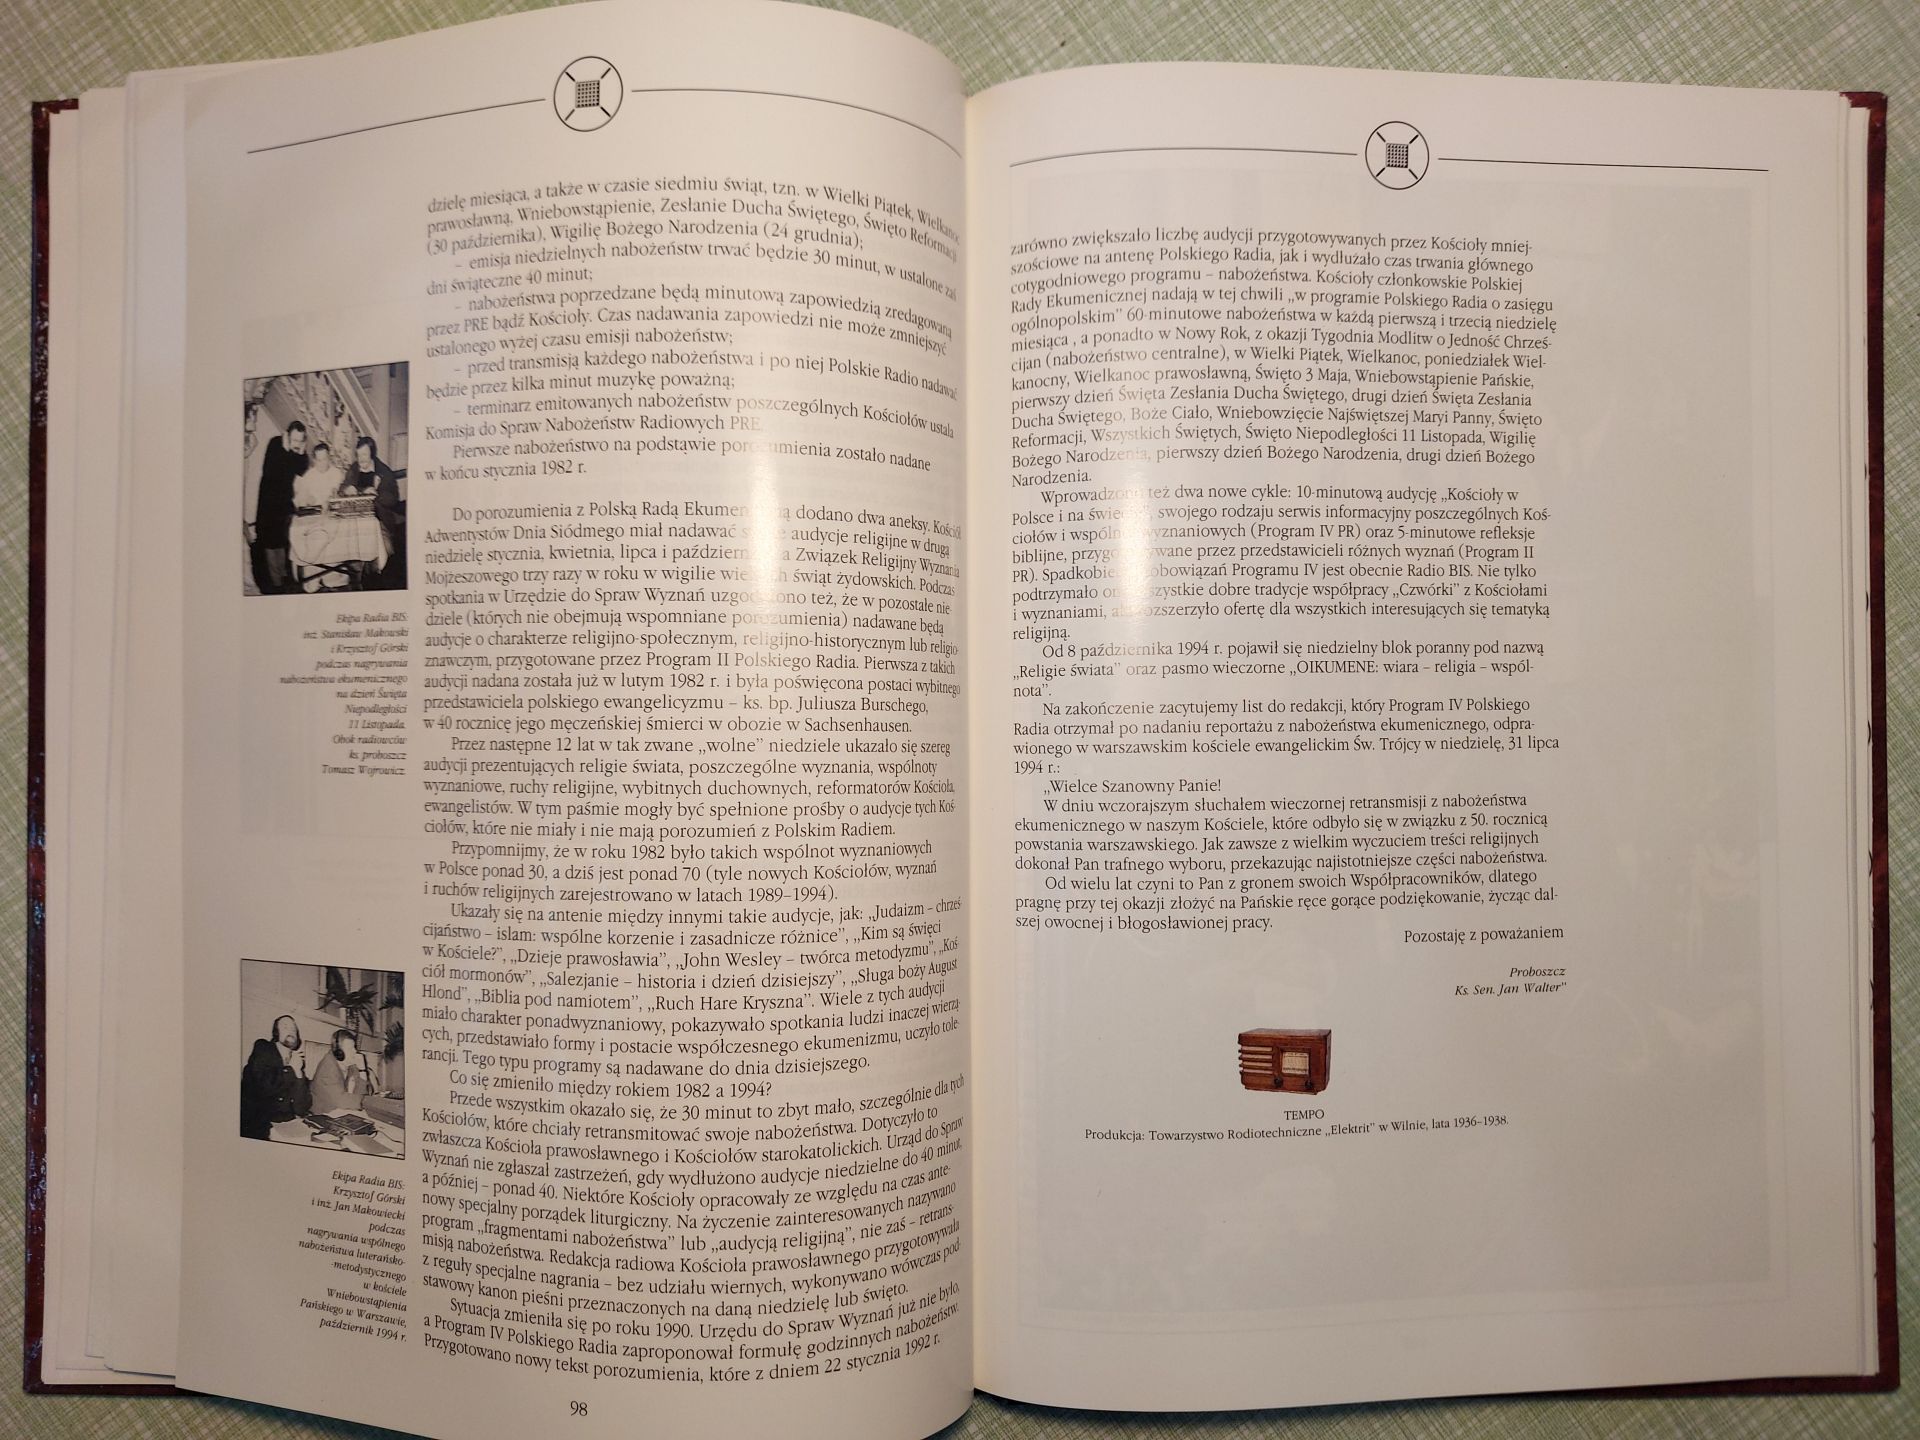 dzielę miesiąca, a także w czasie siedmiu świąt, tzn. w Wielki Piątek, Wielkanoc
prawosławną, Wniebowstąpienie, Zesłanie Ducha Świętego, Święto Reformacji
(30 października), Wigilię Bożego Narodzenia (24 grudnia);
– emisja niedzielnych nabożeństw trwać będzie 30 minut, w ustalone zaś
dni świąteczne 40 minut;
– nabożeństwa poprzedzane będą minutową zapowiedzią zredagowaną
przez PRE bądź Kościoły. Czas nadawania zapowiedzi nie może zmniejszyć
ustalonego wyżej czasu emisji nabożeństw;
– przed transmisją każdego nabożeństwa i po niej Polskie Radio nadawać
będzie przez kilka minut muzykę poważną;
– terminarz emitowanych nabożeństw poszczególnych Kościołów ustala
Komisja do Spraw Nabożeństw Radiowych PRE.
Pierwsze nabożeństwo na podstawie porozumienia zostało nadane
w końcu stycznia 1982 r.
Do porozumienia z Polską Radą Ekumeniczną dodano dwa aneksy. Kościół
Adwentystów Dnia Siódmego miał nadawać audycje religijne w drugą
niedzielę stycznia, kwietnia, lipca i października a Związek Religijny Wyznania
Mojżeszowego trzy razy w roku w wigilie świąt żydowskich. Podczas
spotkania w Urzędzie do Spraw Wyznań uzgodniono też, że w pozostałe nie-
dziele (których nie obejmują wspomniane porozumienia) nadawane będą
audycje o charakterze religijno-społecznym, religijno-historycznym lub religio-
znawczym, przygotowane przez Program II Polskiego Radia. Pierwsza z takich
audycji nadana została już w lutym 1982 r. i była poświęcona postaci wybitnego
przedstawiciela polskiego ewangelicyzmu – ks. bp. Juliusza Burschego,
w 40 rocznicę jego męczeńskiej śmierci w obozie w Sachsenhausen.
Przez następne 12 lat w tak zwane „wolne” niedziele ukazało się szereg
audycji prezentujących religie świata, poszczególne wyznania, wspólnoty
wyznaniowe, ruchy religijne, wybitnych duchownych, reformatorów Kościoła,
ewangelistów. W tym paśmie mogły być spełnione prośby o audycje tych Koś-
ciołów, które nie miały i nie mają porozumień z Polskim Radiem.
Przypomnijmy, że w roku 1982 było takich wspólnot wyznaniowych
w Polsce ponad 30, a dziś jest ponad 70 (tyle nowych Kościołów, wyznań
i ruchów religijnych zarejestrowano w latach 1989–1994).
Ukazały się na antenie między innymi takie audycje, jak: „Judaizm – chrześ-
cijaństwo – islam: wspólne korzenie i zasadnicze różnice”, „Kim są święci
w Kościele?”, „Dzieje prawosławia”, „John Wesley – twórca metodyzmu”, „Koś-
ciół mormonów”, „Salezjanie – historia i dzień dzisiejszy”, „Sługa boży August
Hlond”, „Biblia pod namiotem”, „Ruch Hare Kryszna”. Wiele z tych audycji
miało charakter ponadwyznaniowy, pokazywało spotkania ludzi inaczej wierzą-
cych, przedstawiało formy i postacie współczesnego ekumenizmu, uczyło tole-
rancji. Tego typu programy są nadawane do dnia dzisiejszego.
Co się zmieniło między rokiem 1982 a 1994?
Przede wszystkim okazało się, że 30 minut to zbyt mało, szczególnie dla tych
Kościołów, które chciały retransmitować swoje nabożeństwa. Dotyczyło to
zwłaszcza Kościoła prawosławnego i Kościołów starokatolickich. Urząd do Spraw
Wyznań nie zgłaszał zastrzeżeń, gdy wydłużono audycje niedzielne do 40 minut,
a później – ponad 40. Niektóre Kościoły opracowały ze względu na czas ante-
nowy specjalny porządek liturgiczny. Na życzenie zainteresowanych nazywano
program „fragmentami nabożeństwa” lub „audycją religijną”, nie zaś – retrans-
misją nabożeństwa. Redakcja radiowa Kościoła prawosławnego przygotowywała
z reguły specjalne nagrania – bez udziału wiernych, wykonywano wówczas pod-
stawowy kanon pieśni przeznaczonych na daną niedzielę lub święto.
Sytuacja zmieniła się po roku 1990. Urzędu do Spraw Wyznań już nie było,
a Program IV Polskiego Radia zaproponował formułę godzinnych nabożeństw.
Przygotowano nowy tekst porozumienia, które z dniem 22 stycznia 1992 r.
Ekipa Radia BIS:
inż. Stanisław Makowski
i Krzysztof Górski
podczas nagrywania
nabożeństwa ekumenicznego
na dzień Święta
Niepodległości
11 Listopada.
Obok radiowców
ks. proboszcz
Tomasz Wojrowicz.
Ekipa Radia BIS:
Krzysztof Górski
i inż. Jan Makowiecki
podczas
nagrywania wspólnego
nabożeństwa luterańsko-
-metodystycznego
w kościele
Wniebowstąpienia
Pańskiego w Warszawie,
październik 1994 r.
98
zarówno zwiększało liczbę audycji przygotowywanych przez Kościoły mniej-
szościowe na antenę Polskiego Radia, jak i wydłużało czas trwania głównego
cotygodniowego programu – nabożeństwa. Kościoły członkowskie Polskiej
Rady Ekumenicznej nadają w tej chwili „w programie Polskiego Radia o zasięgu
ogólnopolskim” 60-minutowe nabożeństwa w każdą pierwszą i trzecią niedzielę
miesiąca , a ponadto w Nowy Rok, z okazji Tygodnia Modlitw o Jedność Chrześ-
cijan (nabożeństwo centralne), w Wielki Piątek, Wielkanoc, poniedziałek Wiel-
kanocny, Wielkanoc prawosławną, Święto 3 Maja, Wniebowstąpienie Pańskie,
pierwszy dzień Święta Zesłania Ducha Świętego, drugi dzień Święta Zesłania
Ducha Świętego, Boże Ciało, Wniebowzięcie Najświętszej Maryi Panny, Święto
Reformacji, Wszystkich Świętych, Święto Niepodległości 11 Listopada, Wigilię
Bożego Narodzenia, pierwszy dzień Bożego Narodzenia, drugi dzień Bożego
Narodzenia.
Wprowadzono też dwa nowe cykle: 10-minutową audycję „Kościoły w
Polsce i na świecie”, swojego rodzaju serwis informacyjny poszczególnych Koś-
ciołów i wspólnot wyznaniowych (Program IV PR) oraz 5-minutowe refleksje
biblijne, przygotowywane przez przedstawicieli różnych wyznań (Program II
PR). Spadkobiercą zobowiązań Programu IV jest obecnie Radio BIS. Nie tylko
podtrzymało ono wszystkie dobre tradycje współpracy „Czwórki” z Kościołami
i wyznaniami, ale rozszerzyło ofertę dla wszystkich interesujących się tematyką
religijną.
Od 8 października 1994 r. pojawił się niedzielny blok poranny pod nazwą
„Religie świata” oraz pasmo wieczorne „OIKUMENE: wiara – religia – wspól-
nota”.
Na zakończenie zacytujemy list do redakcji, który Program IV Polskiego
Radia otrzymał po nadaniu reportażu z nabożeństwa ekumenicznego, odpra-
wionego w warszawskim kościele ewangelickim Św. Trójcy w niedzielę, 31 lipca
1994 r.:
„Wielce Szanowny Panie!
W dniu wczorajszym słuchałem wieczornej retransmisji z nabożeństwa
ekumenicznego w naszym Kościele, które odbyło się w związku z 50. rocznicą
powstania warszawskiego. Jak zawsze z wielkim wyczuciem treści religijnych
dokonał Pan trafnego wyboru, przekazując najistotniejsze części nabożeństwa.
Od wielu lat czyni to Pan z gronem swoich Współpracowników, dlatego
pragnę przy tej okazji złożyć na Pańskie ręce gorące podziękowanie, życząc dal-
szej owocnej i błogosławionej pracy.
Pozostaję z poważaniem
Proboszcz
Ks. Sen. Jan Walter”
TEMPO
Produkcja: Towarzystwo Rodiotechniczne „Elektrit” w Wilnie, lata 1936–1938.